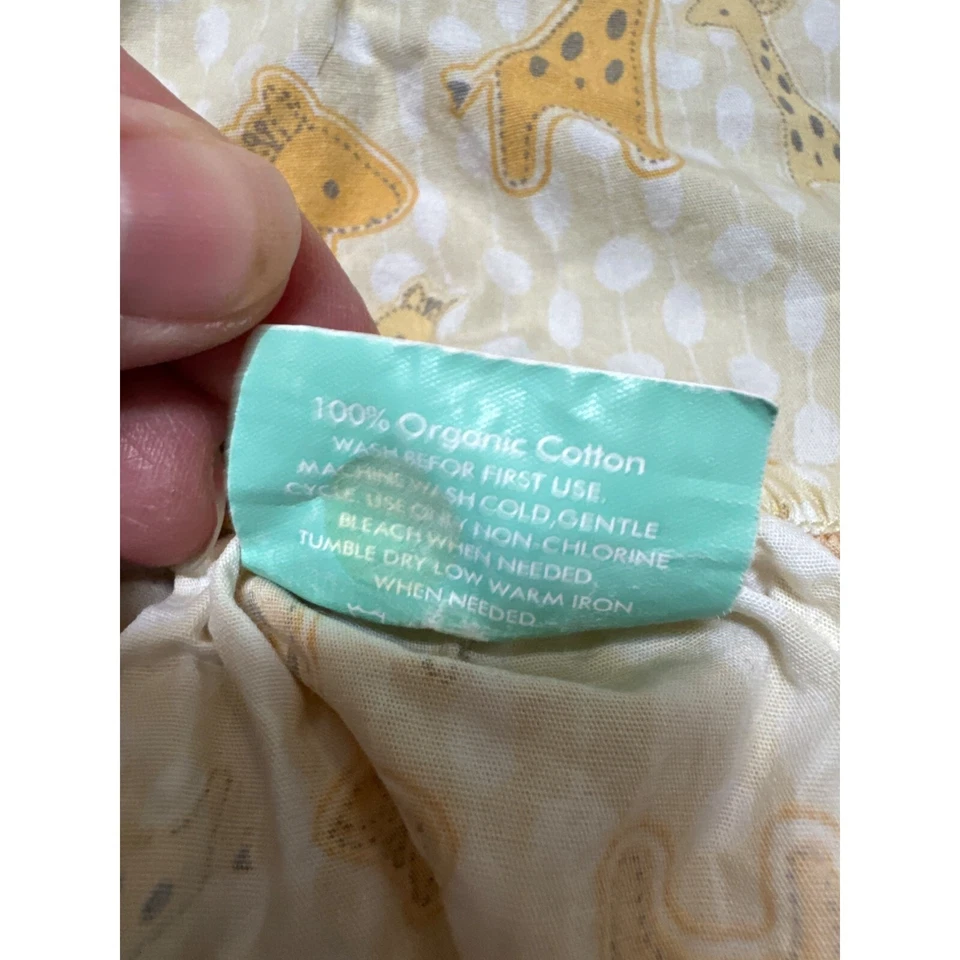 100% Organic Cotton
WASH BEFOR FIRST USE.
MACHINE WASH COLD,GENTLE
CYCLE. USE ONLY NON-CHLORINE
BLEACH WHEN NEEDED.
TUMBLE DRY LOW WARM IRON
WHEN NEEDED